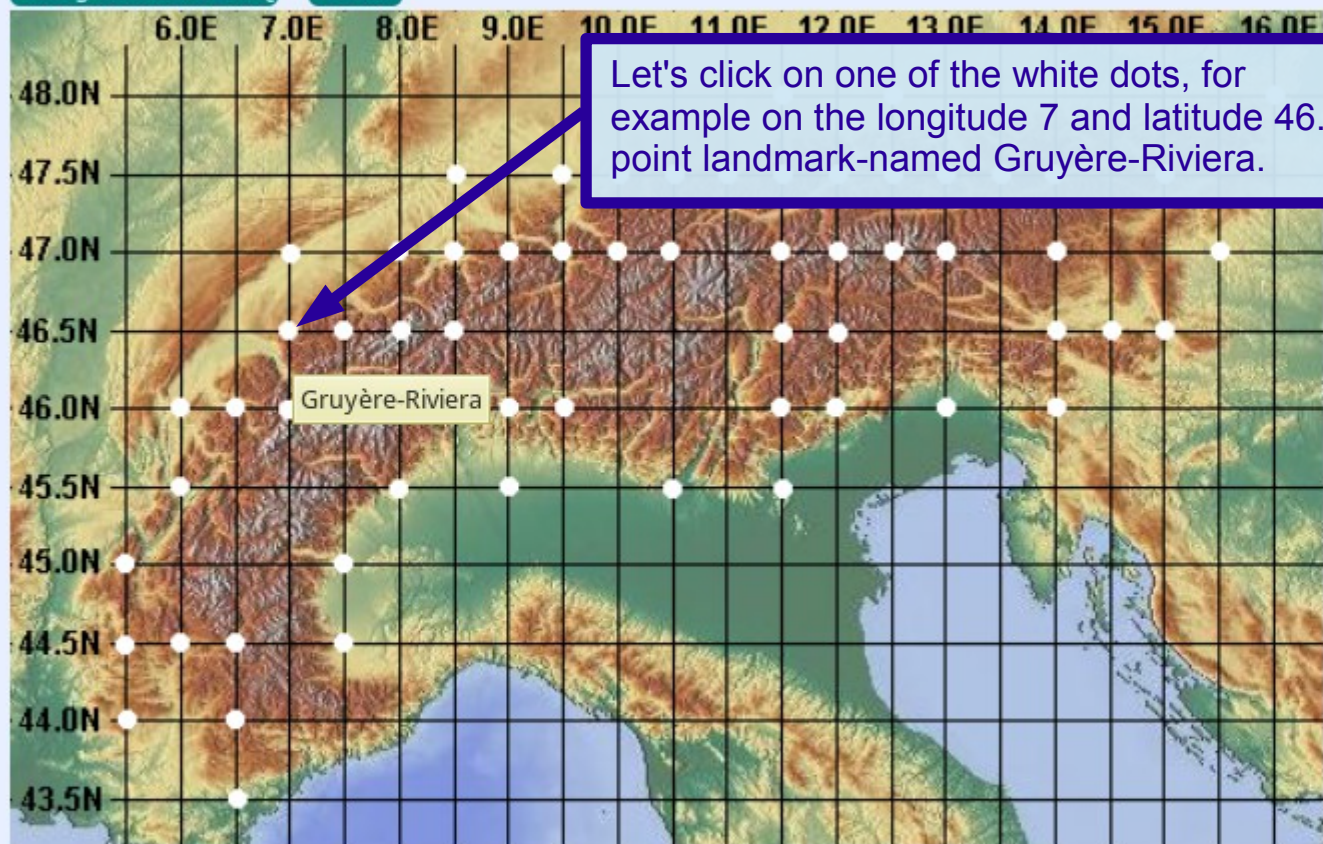 6.0E 7.0E 8.0E 9.0E 10.0E 11.0E 12.0E 13.0E 14.0E 15.0E 16.0E
Let's click on one of the white dots, for
example on the longitude 7 and latitude 46.
point landmark-named Gruyère-Riviera.
48.0N
47.5N
47.0N
46.5N
Gruyère-Riviera
46.0N
45.5N
45.0N
44.5N
44.0N
43.5N